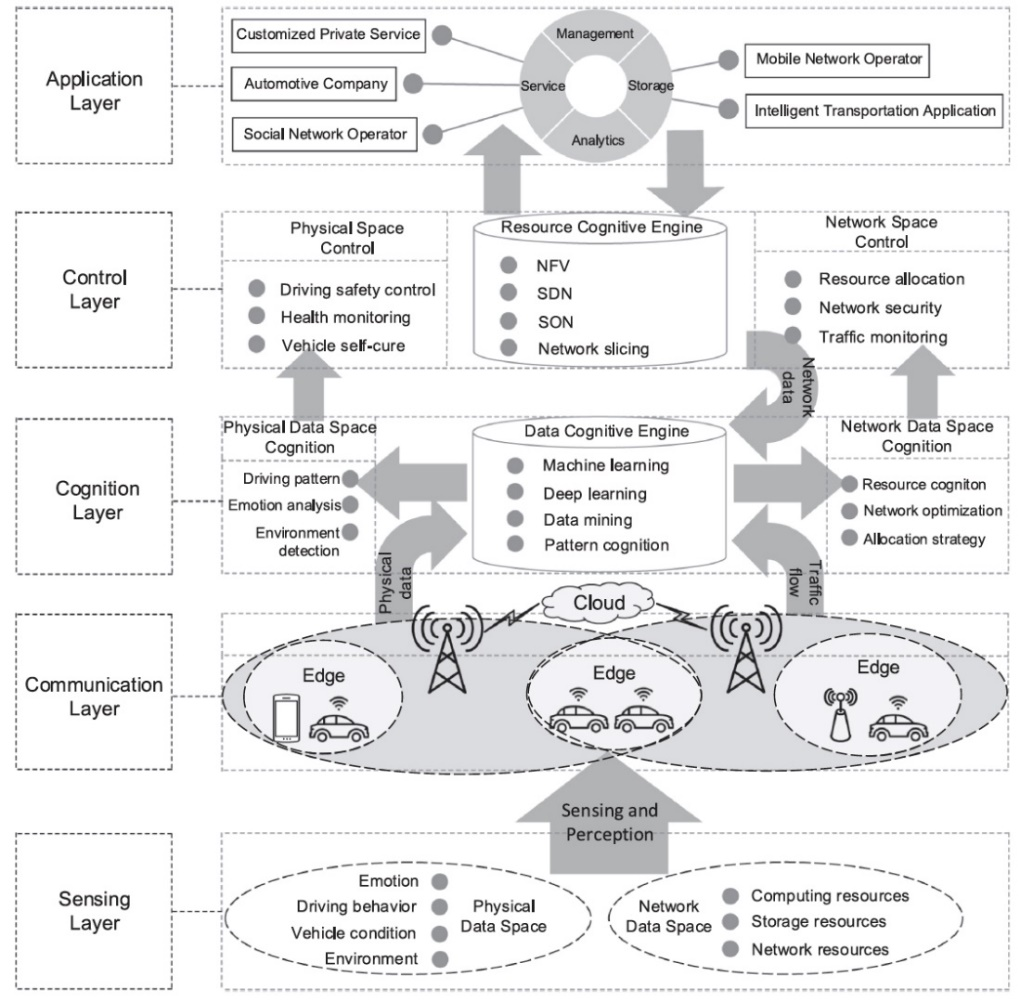 Application
Layer
Customized Private Service
Automotive Company
Social Network Operator
Management
Service
Storage
Analytics
Mobile Network Operator
Intelligent Transportation Application
Control
Layer
Physical Space
Control
Driving safety control
Health monitoring
Vehicle self-cure
Resource Cognitive Engine
NFV
SDN
SON
Network slicing
Network Space
Control
Resource allocation
Network security
Traffic monitoring
Network
data
Cognition
Layer
Physical Data Space
Cognition
Driving pattern
Emotion analysis
Environment
detection
Data Cognitive Engine
Machine learning
Deep learning
Data mining
Pattern cognition
Network Data Space
Cognition
Resource cogniton
Network optimization
Allocation strategy
Physical
data
Traffic
flow
Communication
Layer
Cloud
Edge
Edge
Edge
Sensing and
Perception
Sensing
Layer
Emotion
Driving behavior
Vehicle condition
Environment
Physical
Data Space
Network
Data Space
Computing resources
Storage resources
Network resources